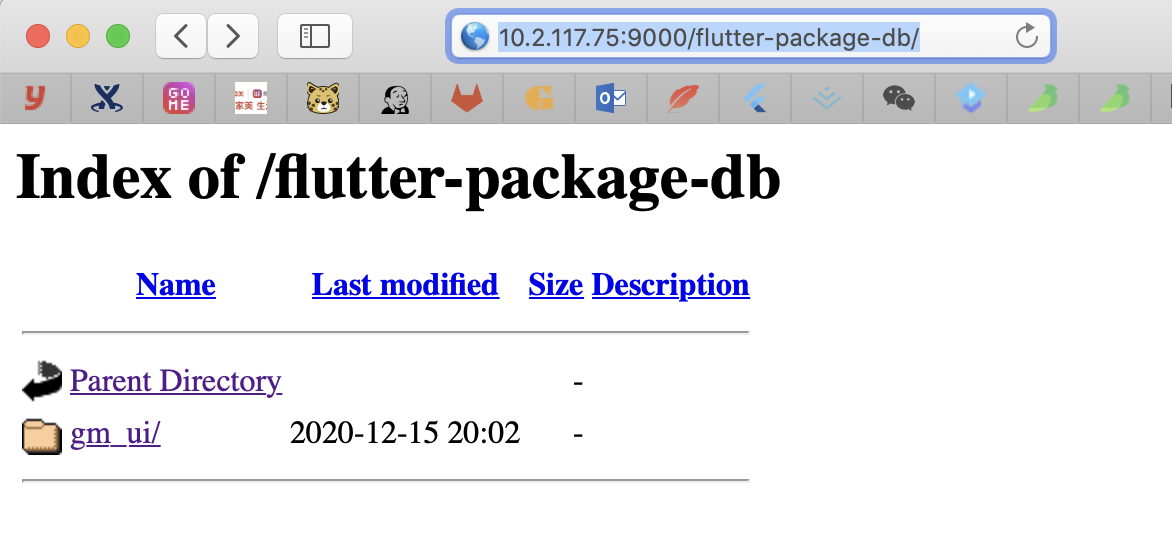 10.2.117.75:9000/flutter-package-db/
Y X GO ME 家美 生 G O
Index of /flutter-package-db
Name Last modified Size Description
Parent Directory -
gm_ui/ 2020-12-15 20:02 -